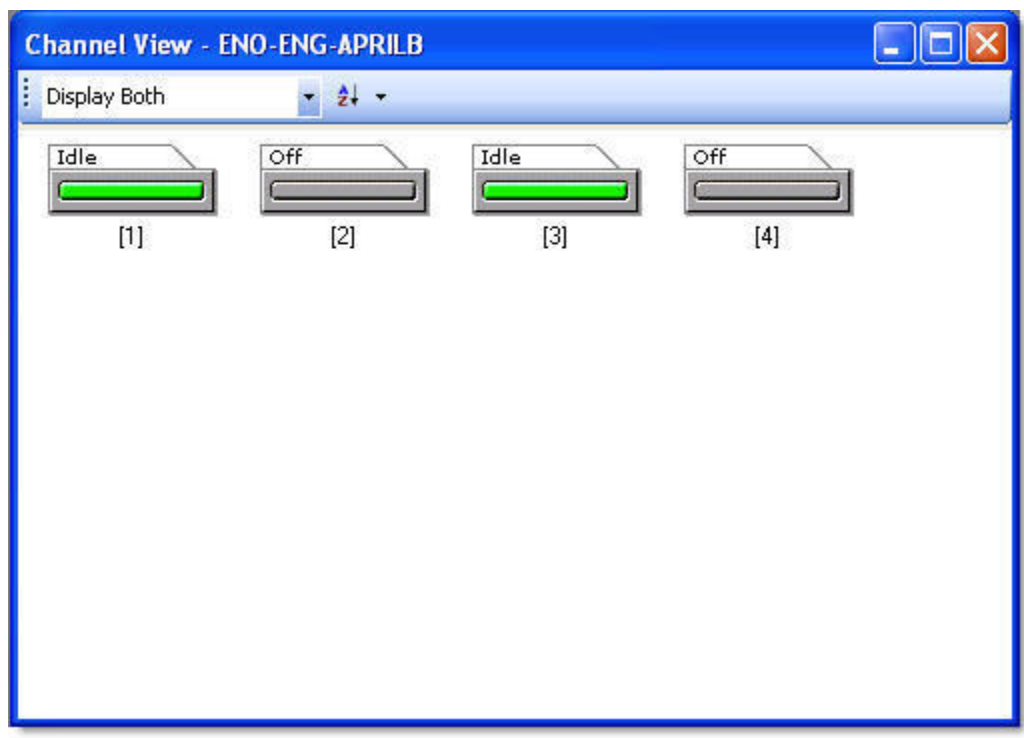 Channel View - ENO-ENG-APRILB
Display Both
Idle Off Idle Off
[1] [2] [3] [4]